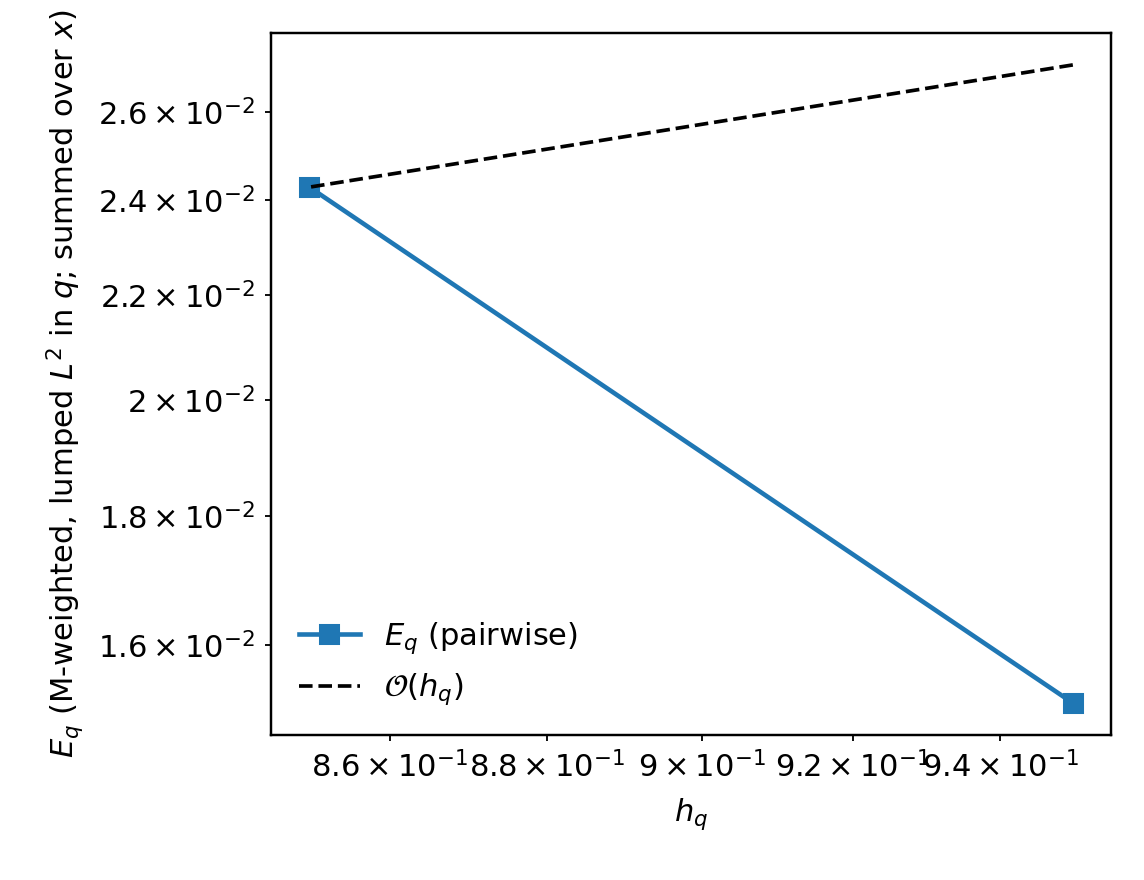 E_q (M-weighted, lumped L² in q; summed over x)
2.6 × 10⁻²
2.4 × 10⁻²
2.2 × 10⁻²
2 × 10⁻²
1.8 × 10⁻²
1.6 × 10⁻²
E_q (pairwise)
𝒪(h_q)
8.6 × 10⁻¹ 8.8 × 10⁻¹ 9 × 10⁻¹ 9.2 × 10⁻¹ 9.4 × 10⁻¹
h_q